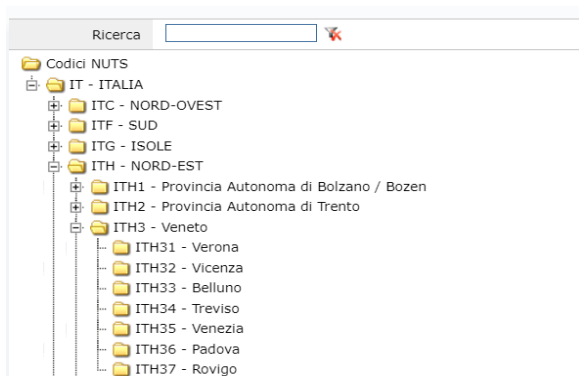 Ricerca
Codici NUTS
IT - ITALIA
ITC - NORD-OVEST
ITF - SUD
ITG - ISOLE
ITH - NORD-EST
ITH1 - Provincia Autonoma di Bolzano / Bozen
ITH2 - Provincia Autonoma di Trento
ITH3 - Veneto
ITH31 - Verona
ITH32 - Vicenza
ITH33 - Belluno
ITH34 - Treviso
ITH35 - Venezia
ITH36 - Padova
ITH37 - Rovigo